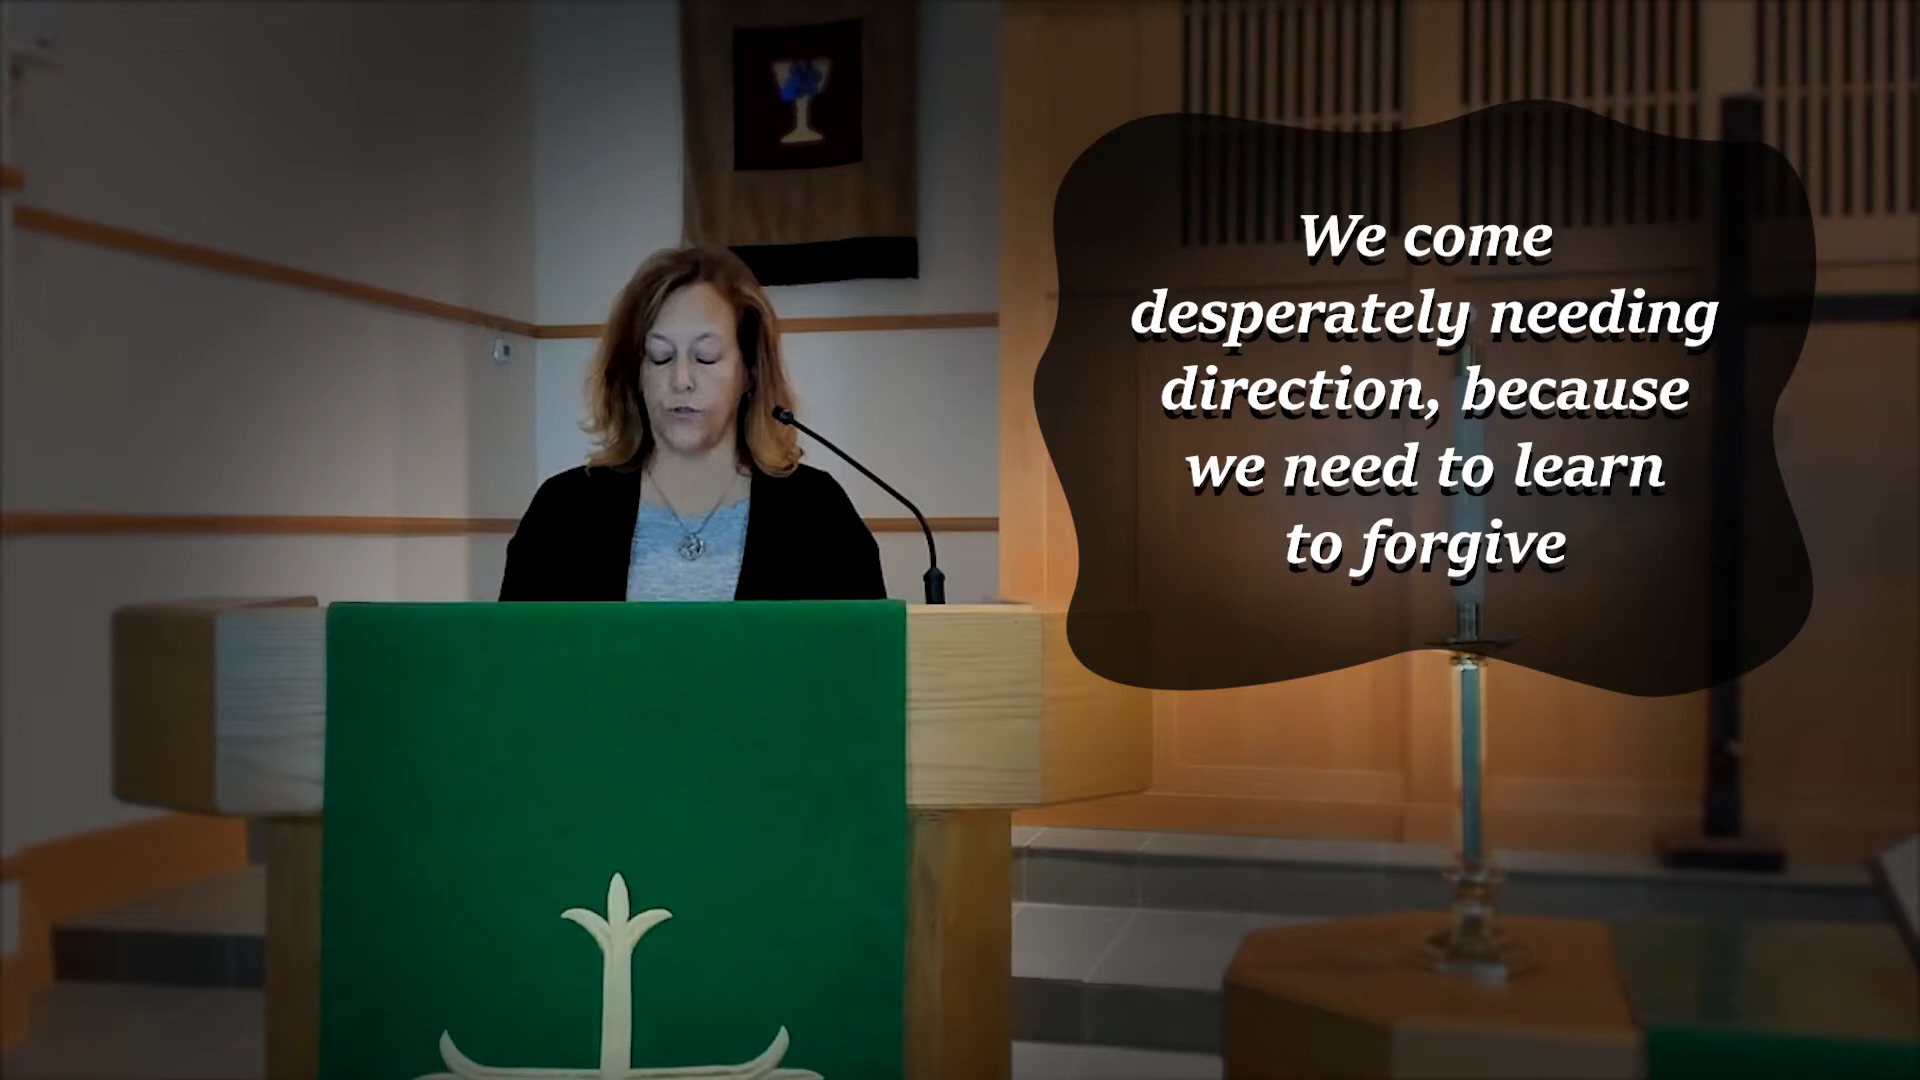 We come
desperately needing
direction, because
we need to learn
to forgive